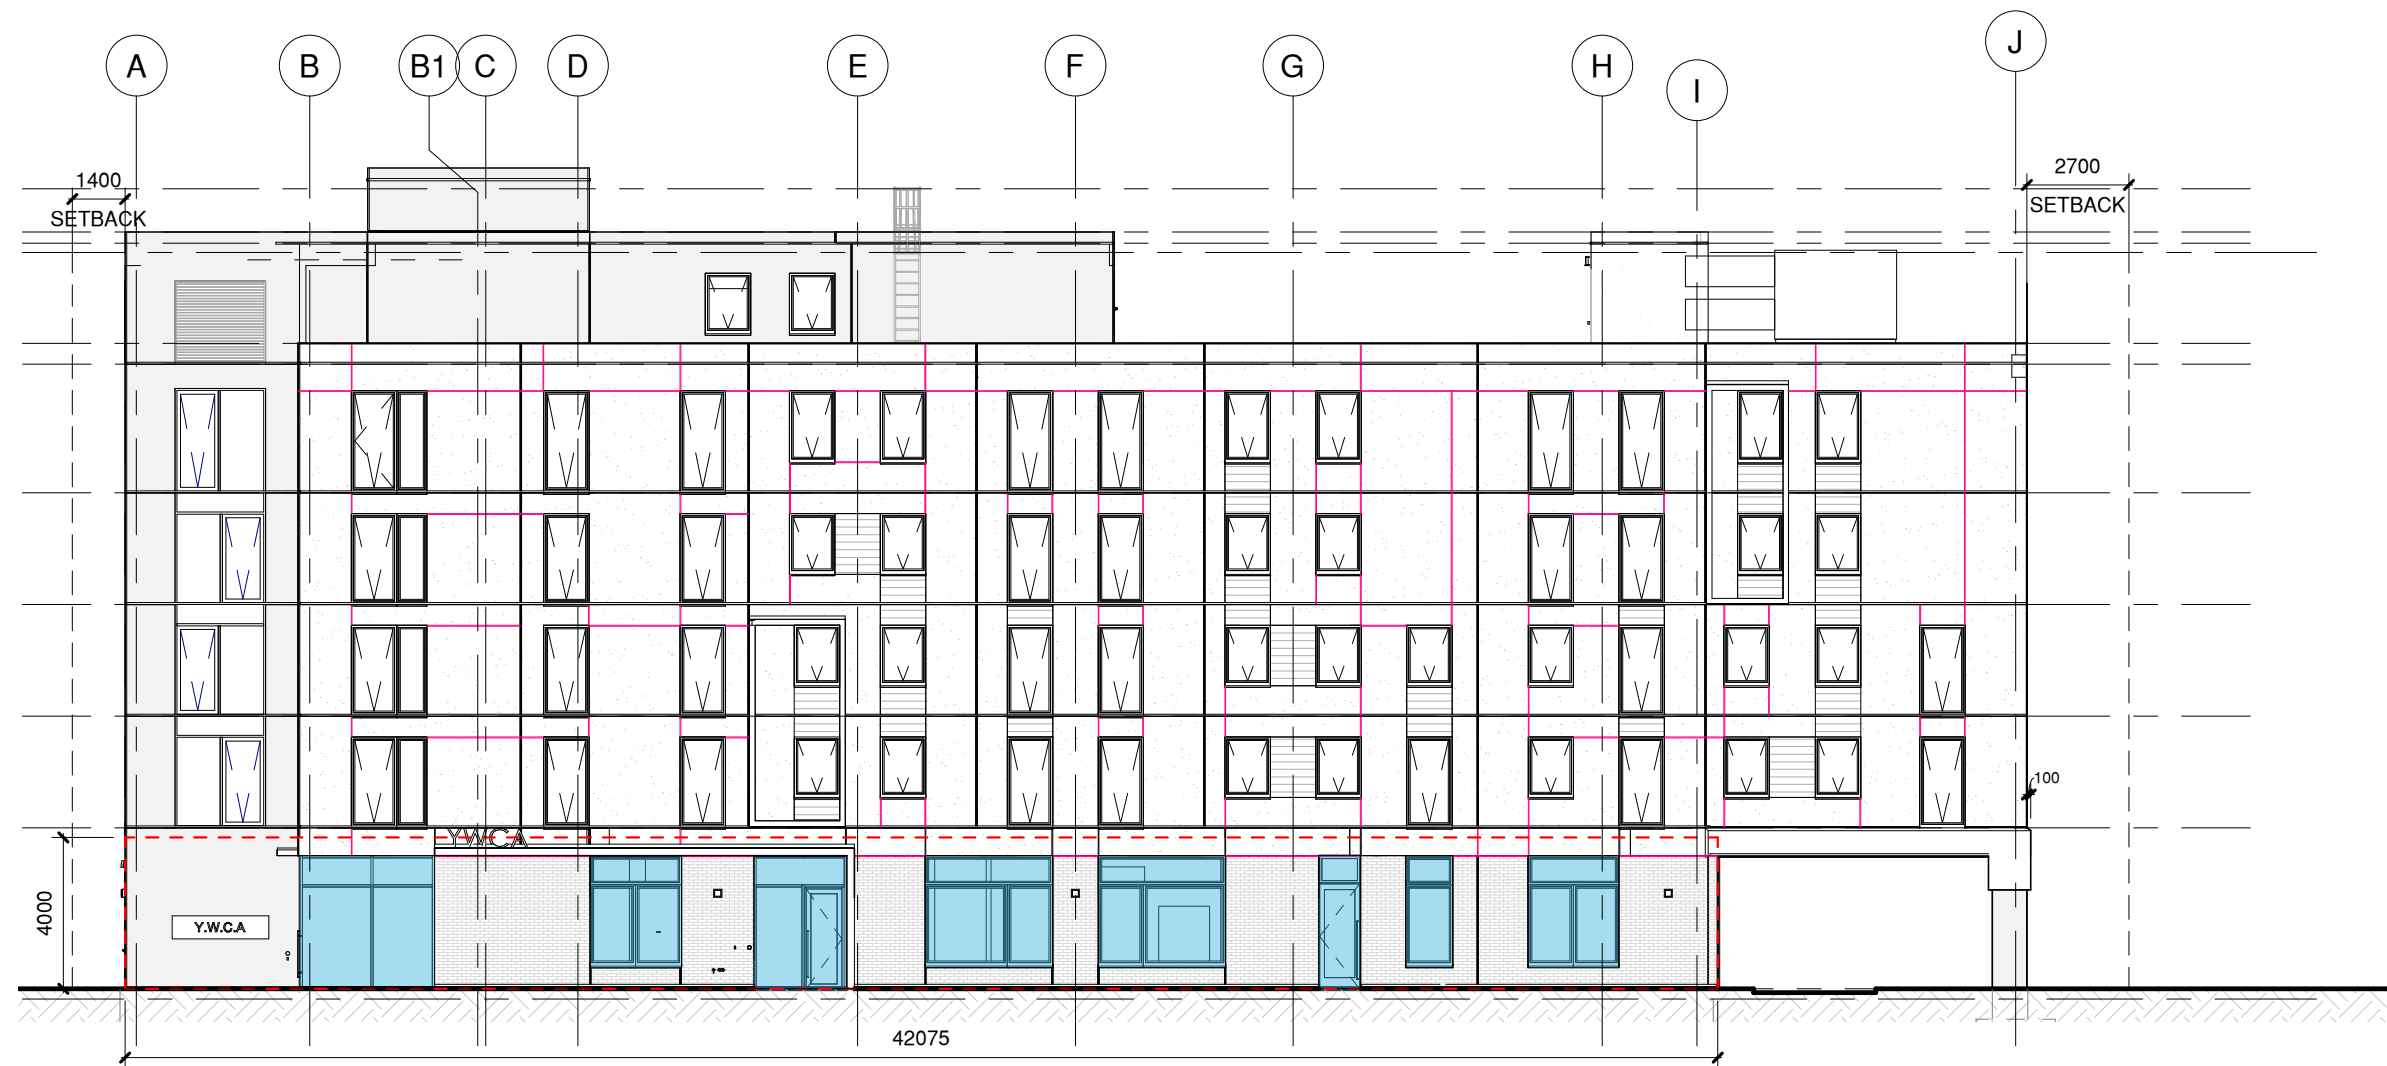 A B B1 C D E F G H I J
1400
SETBACK
2700
SETBACK
100
YWCA
4000
Y.W.C.A
42075